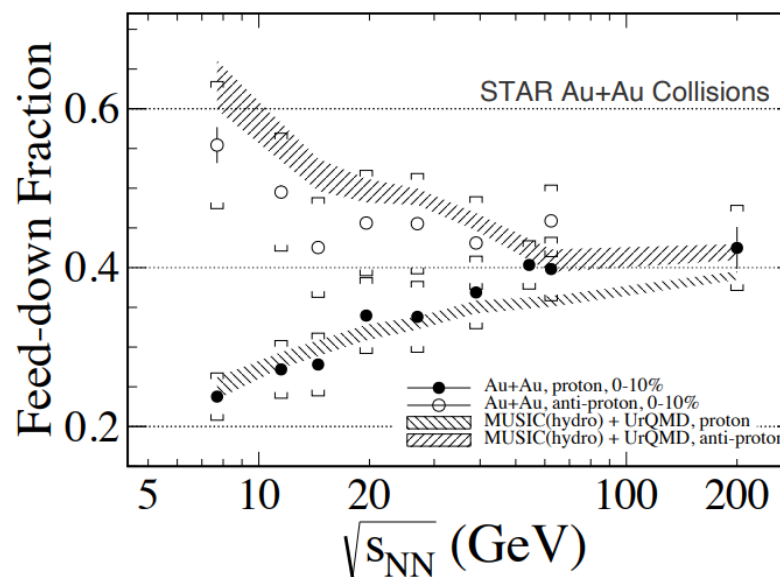 STAR Au+Au Collisions
Feed-down Fraction
0.6
0.4
0.2
Au+Au, proton, 0-10%
Au+Au, anti-proton, 0-10%
MUSIC(hydro) + UrQMD, proton
MUSIC(hydro) + UrQMD, anti-proton
5 10 20 100 200
√sNN (GeV)